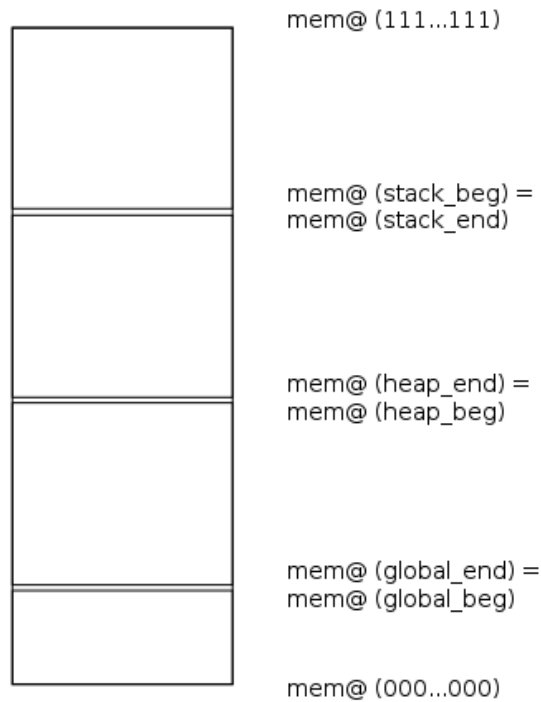 mem@ (111...111)
mem@ (stack_beg) =
mem@ (stack_end)
mem@ (heap_end) =
mem@ (heap_beg)
mem@ (global_end) =
mem@ (global_beg)
mem@ (000...000)